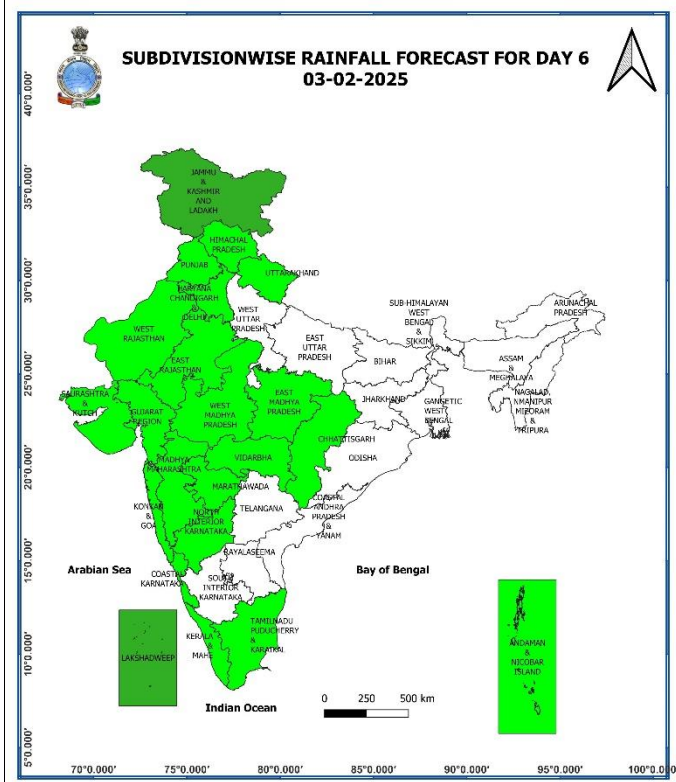 SUBDIVISIONWISE RAINFALL FORECAST FOR DAY 6
03-02-2025
40°0.000'
35°0.000'
30°0.000'
25°0.000'
20°0.000'
15°0.000'
10°0.000'
5°0.000'
JAMMU
&
KASHMIR
AND
LADAKH
HIMACHAL
PRADESH
PUNJAB
UTTARAKHAND
HARYANA
CHANDIGARH
&
DELHI
WEST
UTTAR
PRADESH
SUB-HIMALAYAN
WEST
BENGAL
&
SIKKIM
ARUNACHAL
PRADESH
WEST
RAJASTHAN
EAST
UTTAR
PRADESH
EAST
RAJASTHAN
BIHAR
ASSAM
&
MEGHALAYA
SAURASHTRA
&
KUTCH
GUJARAT
REGION
WEST
MADHYA
PRADESH
EAST
MADHYA
PRADESH
JHARKHAND
GANGETIC
WEST
BENGAL
NAGALAD,
NMANIPUR
MIZORAM
&
TRIPURA
CHHATTISGARH
ODISHA
MADHYA
MAHARASHTRA
VIDARBHA
MARATHAWADA
KONKAN
&
GOA
NORTH
INTERIOR
KARNATAKA
TELANGANA
COASTAL
ANDHRA
PRADESH
&
YANAM
RAYALASEEMA
Arabian Sea
COASTAL
KARNATAKA
SOUTH
INTERIOR
KARNATAKA
Bay of Bengal
LAKSHADWEEP
KERALA
&
MAHE
TAMILNADU
PUDUCHERRY
&
KARAIKAL
ANDAMAN
&
NICOBAR
ISLAND
Indian Ocean
0 250 500 km
70°0.000' 75°0.000' 80°0.000' 85°0.000' 90°0.000' 95°0.000' 100°0.000'